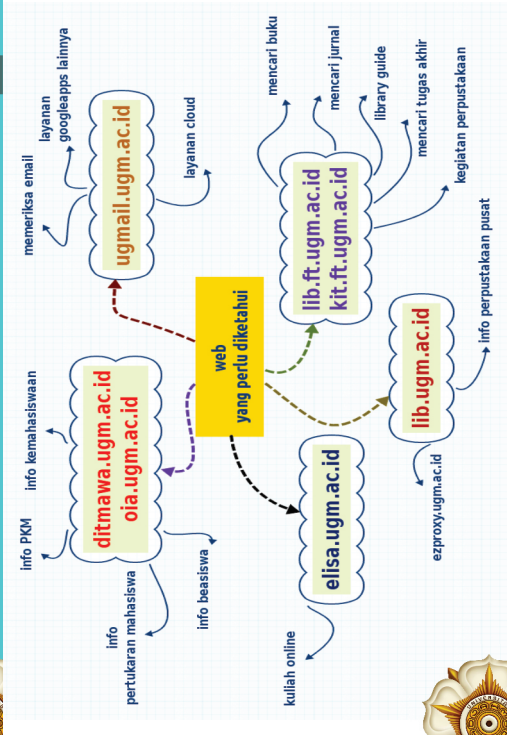 web
yang perlu diketahui
ditmawa.ugm.ac.id
oia.ugm.ac.id
info
pertukaran mahasiswa
info PKM
info kemahasiswaan
info beasiswa
ugmail.ugm.ac.id
memeriksa email
layanan
googleapps lainnya
layanan cloud
elisa.ugm.ac.id
kuliah online
lib.ugm.ac.id
ezproxy.ugm.ac.id
info perpustakaan pusat
lib.ft.ugm.ac.id
kit.ft.ugm.ac.id
mencari buku
mencari jurnal
library guide
mencari tugas akhir
kegiatan perpustakaan